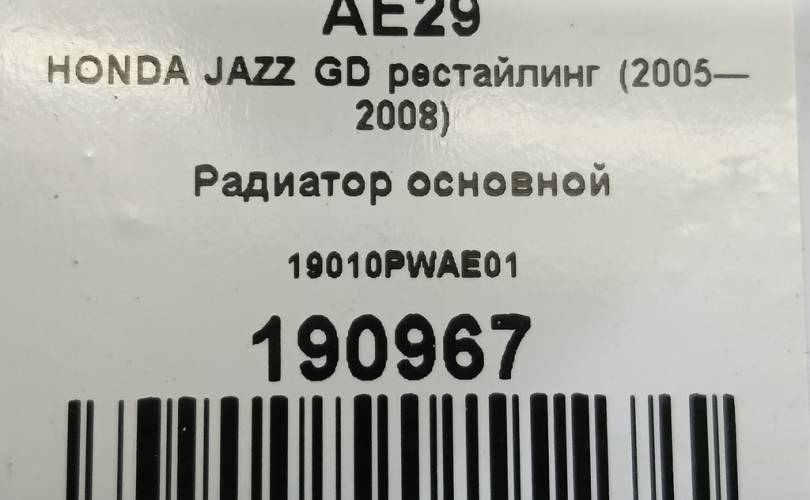 AE29
HONDA JAZZ GD рестайлинг (2005—
2008)
Радиатор основной
19010PWAE01
190967